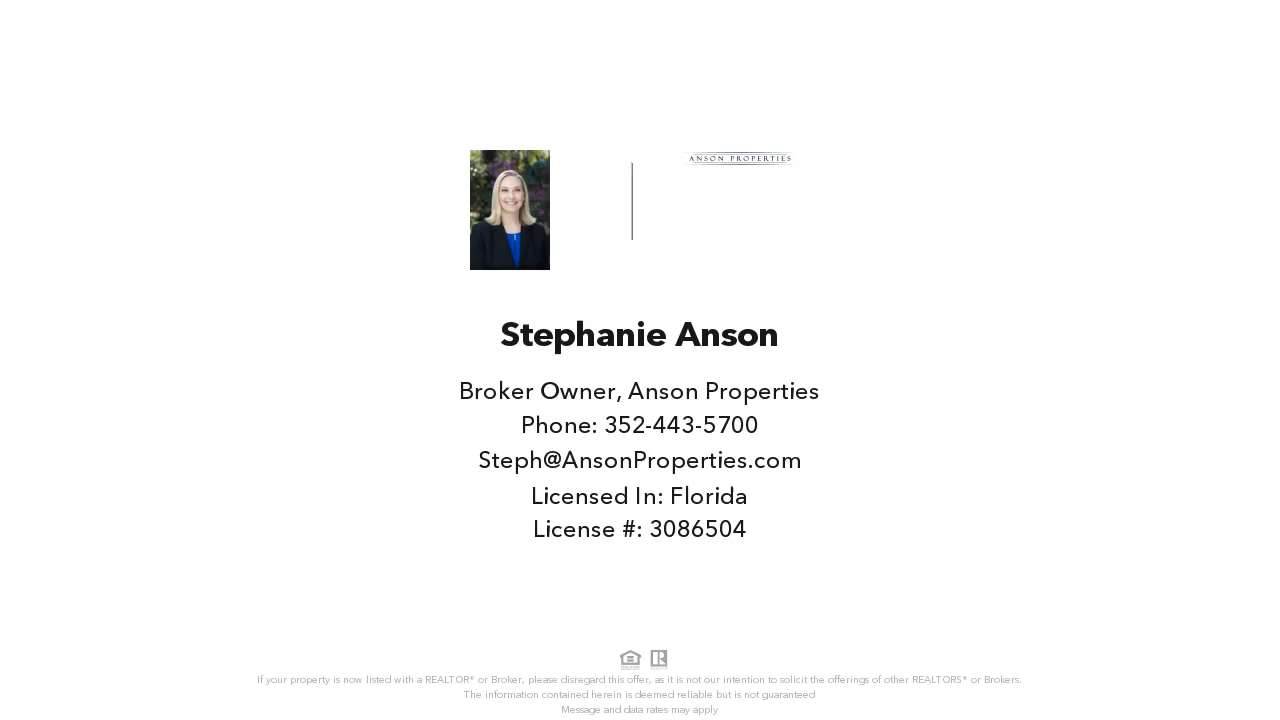 ANSON PROPERTIES
Stephanie Anson
Broker Owner, Anson Properties
Phone: 352-443-5700
Steph@AnsonProperties.com
Licensed In: Florida
License #: 3086504
If your property is now listed with a REALTOR® or Broker, please disregard this offer, as it is not our intention to solicit the offerings of other REALTORS® or Brokers.
The information contained herein is deemed reliable but is not guaranteed
Message and data rates may apply